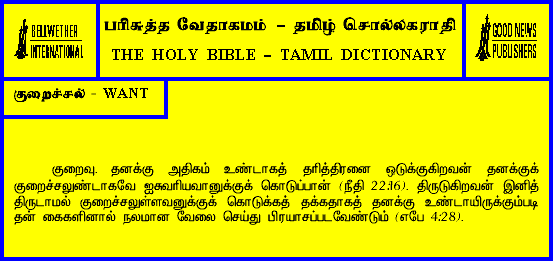 BELLWETHER
INTERNATIONAL
பரிசுத்த வேதாகமம் – தமிழ் சொல்லகராதி
THE HOLY BIBLE – TAMIL DICTIONARY
GOOD NEWS
PUBLISHERS
குறைச்சல் - WANT
குறைவு. தனக்கு அதிகம் உண்டாகத் தரித்திரனை ஒடுக்குகிறவன் தனக்குக்
குறைச்சலுண்டாகவே ஐசுவரியவானுக்குக் கொடுப்பான் (நீதி 22:16). திருடுகிறவன் இனித்
திருடாமல் குறைச்சலுள்ளவனுக்குக் கொடுக்கத் தக்கதாகத் தனக்கு உண்டாயிருக்கும்படி
தன் கைகளினால் நலமான வேலை செய்து பிரயாசப்படவேண்டும் (எபே 4:28).